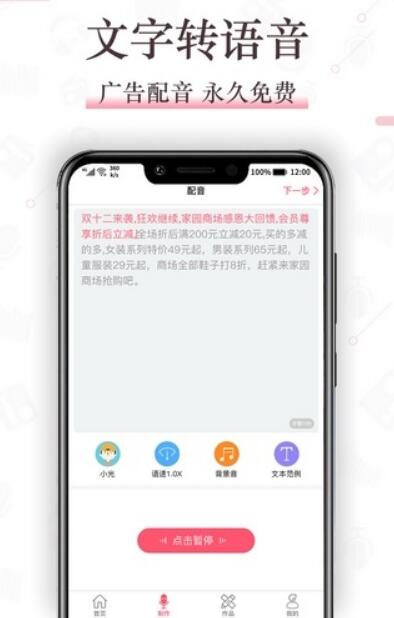 文字转语音
广告配音 永久免费
4G 360 k/s 100% 12:00
配音 下一步
双十二来袭,狂欢继续,家园商场感恩大回馈,会员尊
享折后立减,全场折后满200元立减20元,买的多减
的多,女装系列特价49元起，男装系列65元起，儿
童服装29元起，商场全部鞋子打8折，赶紧来家园
商场抢购吧。
小光 语速1.0X 背景音 文本范例
点击暂停
首页 制作 作品 我的